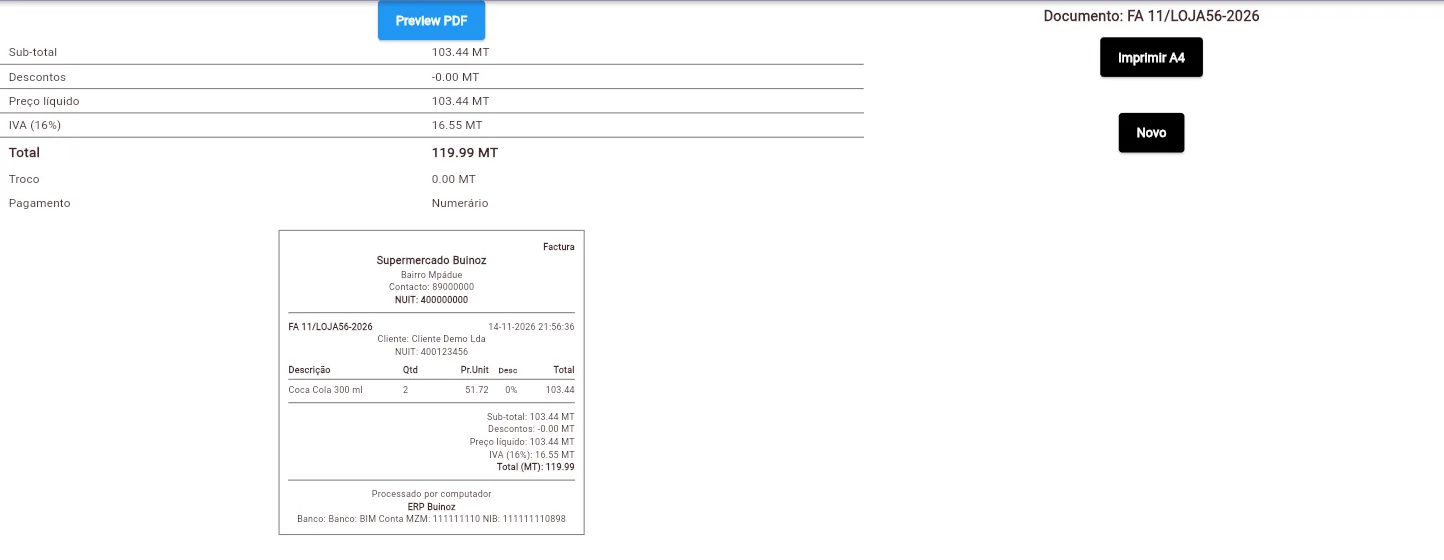 Preview PDF
Documento: FA 11/LOJA56-2026
Imprimir A4
Novo
Sub-total 103.44 MT
Descontos -0.00 MT
Preço líquido 103.44 MT
IVA (16%) 16.55 MT
Total 119.99 MT
Troco 0.00 MT
Pagamento Numerário
Factura
Supermercado Buinoz
Bairro Mpádue
Contacto: 89000000
NUIT: 400000000
FA 11/LOJA56-2026 14-11-2026 21:56:36
Cliente: Cliente Demo Lda
NUIT: 400123456
Descrição Qtd Pr.Unit Desc Total
Coca Cola 300 ml 2 51.72 0% 103.44
Sub-total: 103.44 MT
Descontos: -0.00 MT
Preço líquido: 103.44 MT
IVA (16%): 16.55 MT
Total (MT): 119.99
Processado por computador
ERP Buinoz
Banco: Banco: BIM Conta MZM: 111111110 NIB: 111111110898